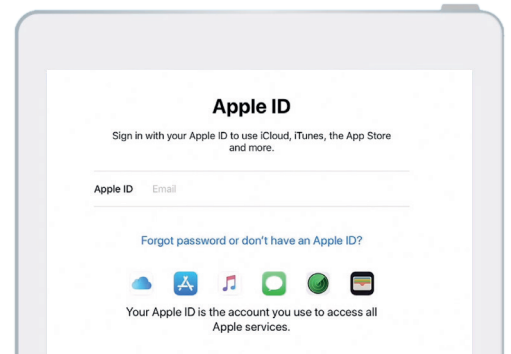 Apple ID
Sign in with your Apple ID to use iCloud, iTunes, the App Store
and more.
Apple ID Email
Forgot password or don't have an Apple ID?
Your Apple ID is the account you use to access all
Apple services.